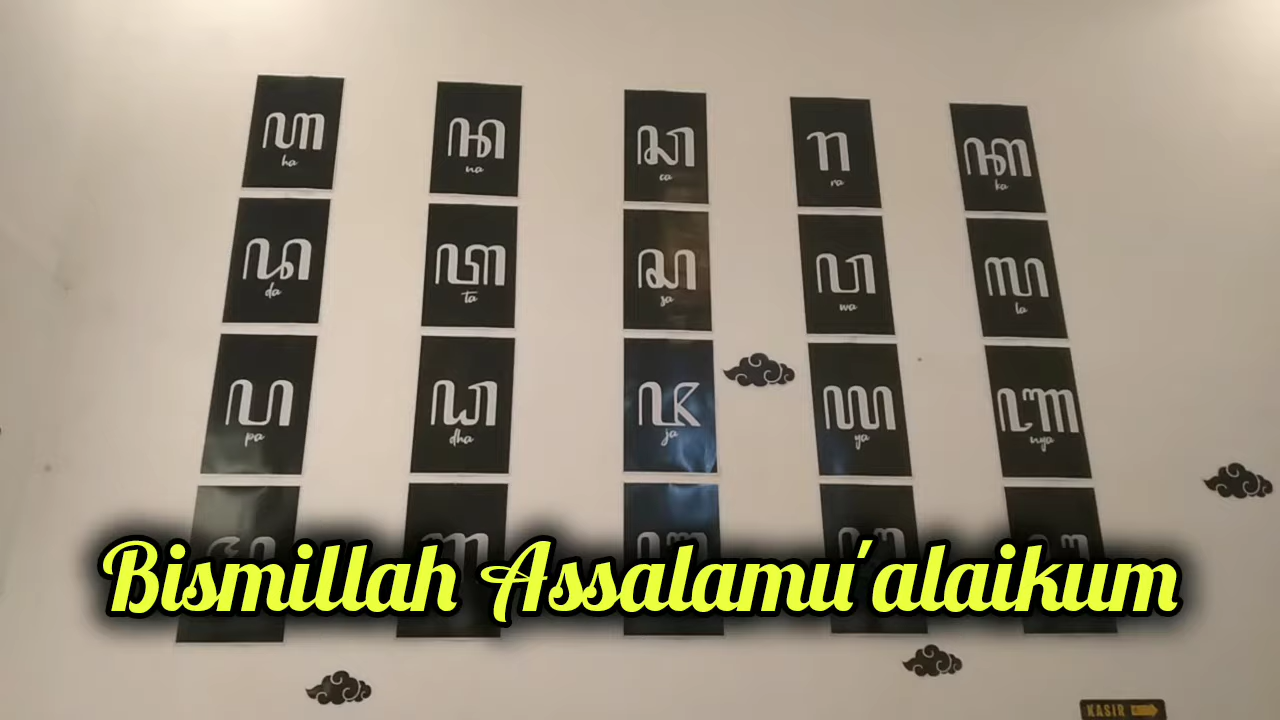 ꦲ ꦤ ꦕ ꦫ ꦏ
ha na ca ra ka
ꦢ ꦠ ꦱ ꦮ ꦭ
da ta sa wa la
ꦥ ꦝ ꦗ ꦪ ꦚ
pa dha ja ya nya
Bismillah Assalamu'alaikum
KASIR